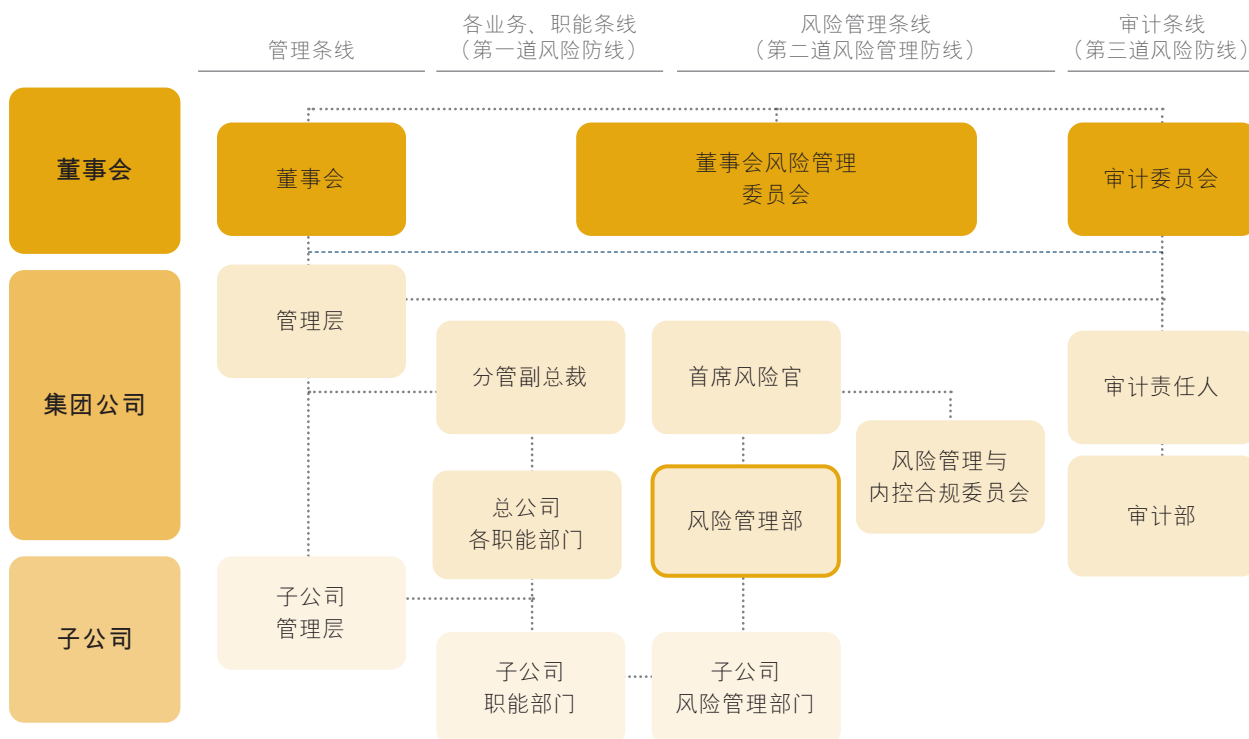 管理条线
各业务、职能条线
（第一道风险防线）
风险管理条线
（第二道风险管理防线）
审计条线
（第三道风险防线）
董事会
董事会
董事会风险管理
委员会
审计委员会
集团公司
管理层
分管副总裁
首席风险官
审计责任人
总公司
各职能部门
风险管理部
风险管理与
内控合规委员会
审计部
子公司
子公司
管理层
子公司
职能部门
子公司
风险管理部门